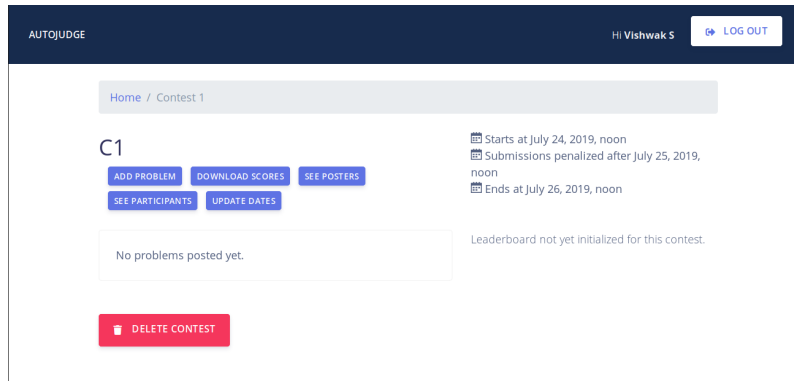 AUTOJUDGE
Hi Vishwak S
LOG OUT
Home / Contest 1
C1
ADD PROBLEM
DOWNLOAD SCORES
SEE POSTERS
SEE PARTICIPANTS
UPDATE DATES
No problems posted yet.
DELETE CONTEST
Starts at July 24, 2019, noon
Submissions penalized after July 25, 2019,
noon
Ends at July 26, 2019, noon
Leaderboard not yet initialized for this contest.